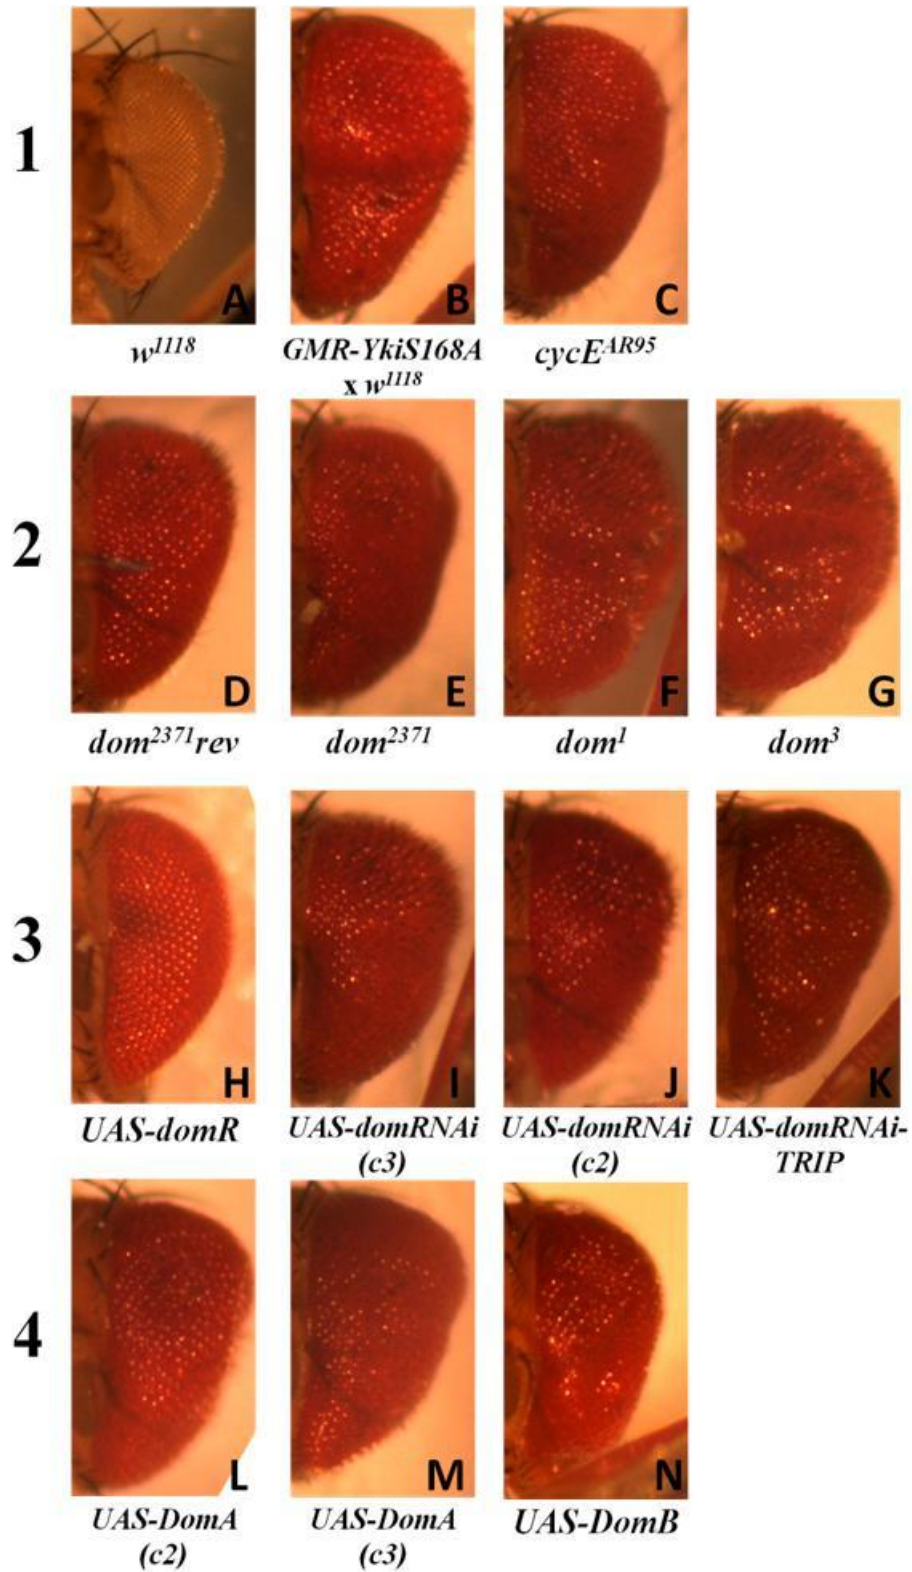 1
A
B
C
w1118
GMR-YkiS168A
x w1118
cycEAR95
2
D
E
F
G
dom2371rev
dom2371
dom1
dom3
3
H
I
J
K
UAS-domR
UAS-domRNAi
(c3)
UAS-domRNAi
(c2)
UAS-domRNAi-
TRIP
4
L
M
N
UAS-DomA
(c2)
UAS-DomA
(c3)
UAS-DomB